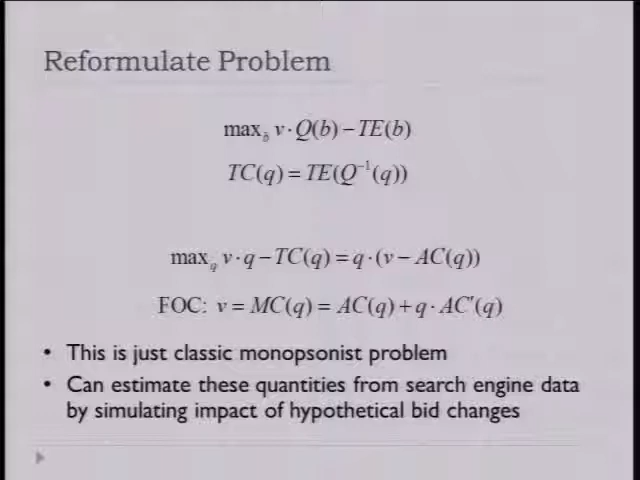 Reformulate Problem
max_b v·Q(b)−TE(b)
TC(q)=TE(Q⁻¹(q))
max_q v·q−TC(q)=q·(v−AC(q))
FOC: v=MC(q)=AC(q)+q·AC'(q)
• This is just classic monopsonist problem
• Can estimate these quantities from search engine data
by simulating impact of hypothetical bid changes